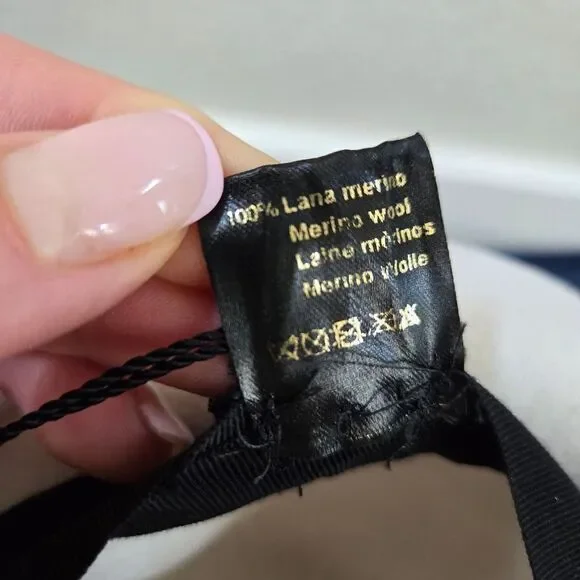 100% Lana merino
Merino wool
Laine mérinos
Merino Wolle